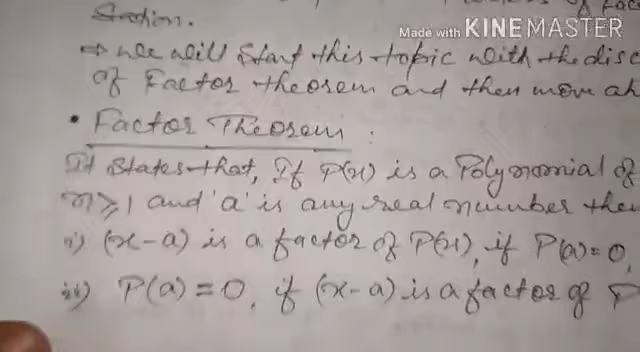 Made with KINEMASTER
Section.
→ we will start this topic with the disc
of Factor theorem and then move ah
• Factor Theorem :
It states that, If P(x) is a Polynomial of
n ≥ 1 and 'a' is any real number the
i) (x-a) is a factor of P(x), if P(a)=0,
ii) P(a) = 0, if (x-a) is a factor of P